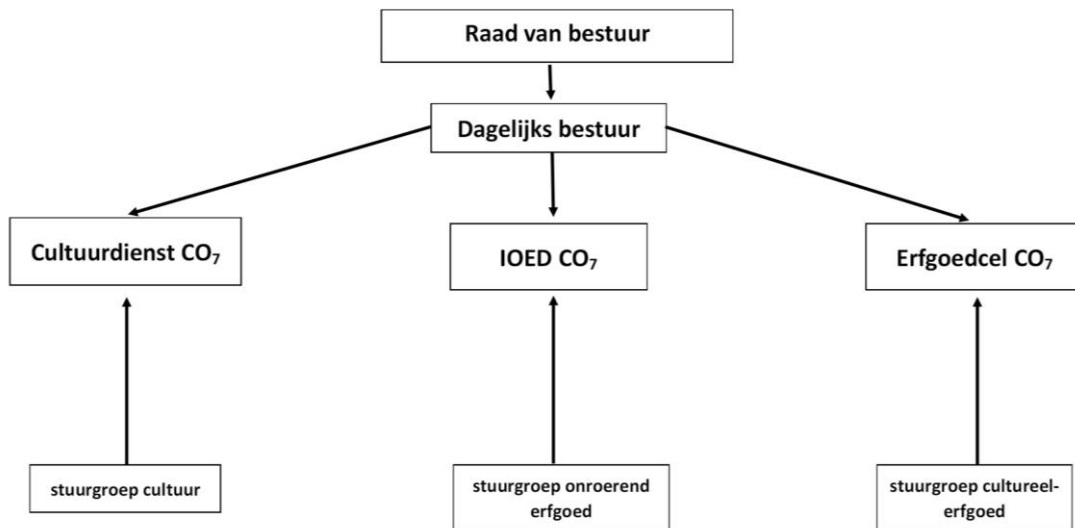 Raad van bestuur
Dagelijks bestuur
Cultuurdienst CO₇
IOED CO₇
Erfgoedcel CO₇
stuurgroep cultuur
stuurgroep onroerend
erfgoed
stuurgroep cultureel-
erfgoed